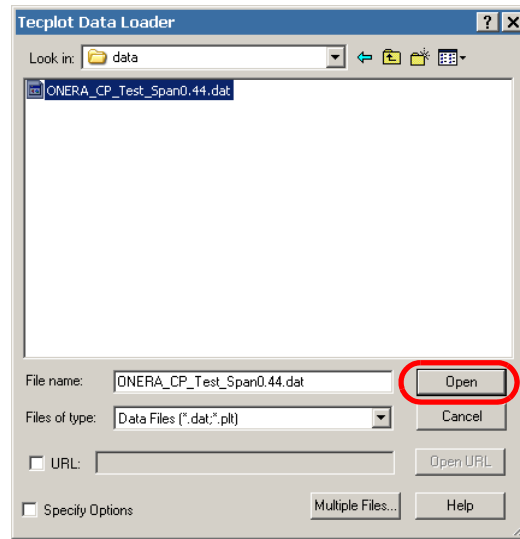 Tecplot Data Loader
Look in: data
ONERA_CP_Test_Span0.44.dat
File name: ONERA_CP_Test_Span0.44.dat Open
Files of type: Data Files (*.dat;*.plt) Cancel
URL: Open URL
Specify Options Multiple Files... Help